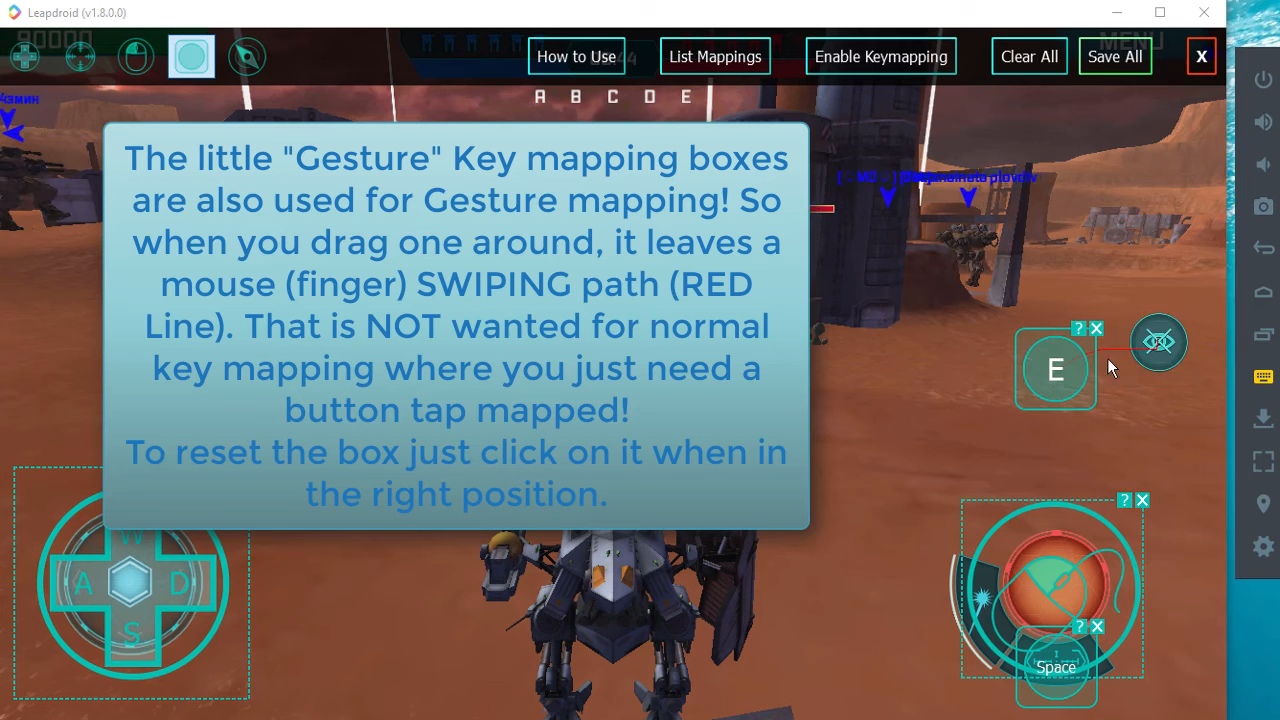 Leapdroid (v1.8.0.0)
80000
MENU
How to Use
List Mappings
Enable Keymapping
Clear All
Save All
X
A B C D E
The little "Gesture" Key mapping boxes
are also used for Gesture mapping! So
when you drag one around, it leaves a
mouse (finger) SWIPING path (RED
Line). That is NOT wanted for normal
key mapping where you just need a
button tap mapped!
To reset the box just click on it when in
the right position.
? X
E
? X
W
A
D
S
? X
Space